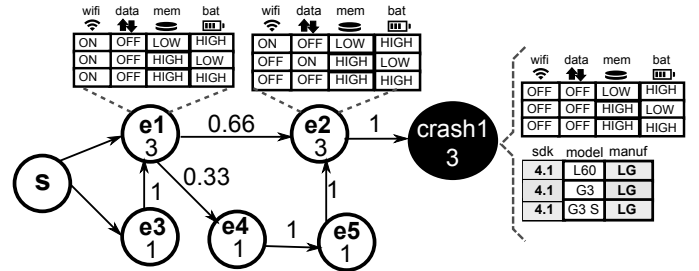 wifi data mem bat
ON OFF LOW HIGH
ON OFF HIGH LOW
ON OFF HIGH HIGH
wifi data mem bat
ON OFF LOW HIGH
OFF ON HIGH LOW
OFF OFF HIGH HIGH
wifi data mem bat
OFF OFF LOW HIGH
OFF OFF HIGH LOW
OFF OFF HIGH HIGH
sdk model manuf
4.1 L60 LG
4.1 G3 LG
4.1 G3 S LG
s
e1
3
0.66
e2
3
1
crash1
3
1
0.33
1
1
e3
1
e4
1
e5
1